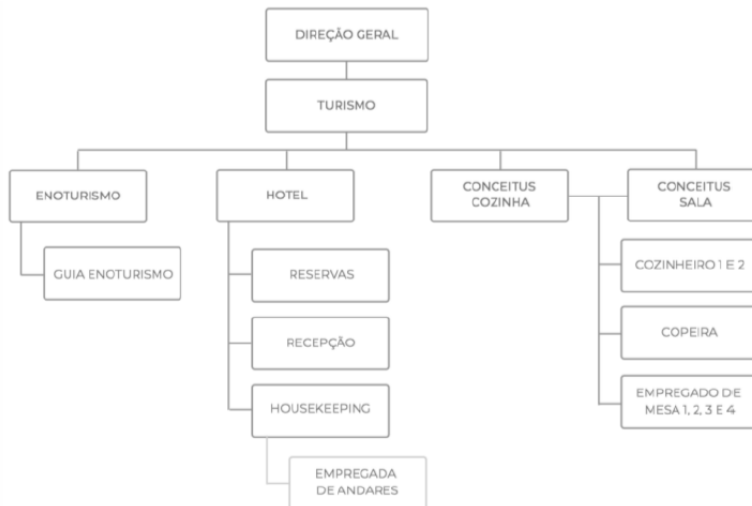 DIREÇÃO GERAL
TURISMO
ENOTURISMO
HOTEL
CONCEITUS
COZINHA
CONCEITUS
SALA
GUIA ENOTURISMO
RESERVAS
COZINHEIRO 1 E 2
RECEPÇÃO
COPEIRA
HOUSEKEEPING
EMPREGADO DE
MESA 1, 2, 3 E 4
EMPREGADA
DE ANDARES